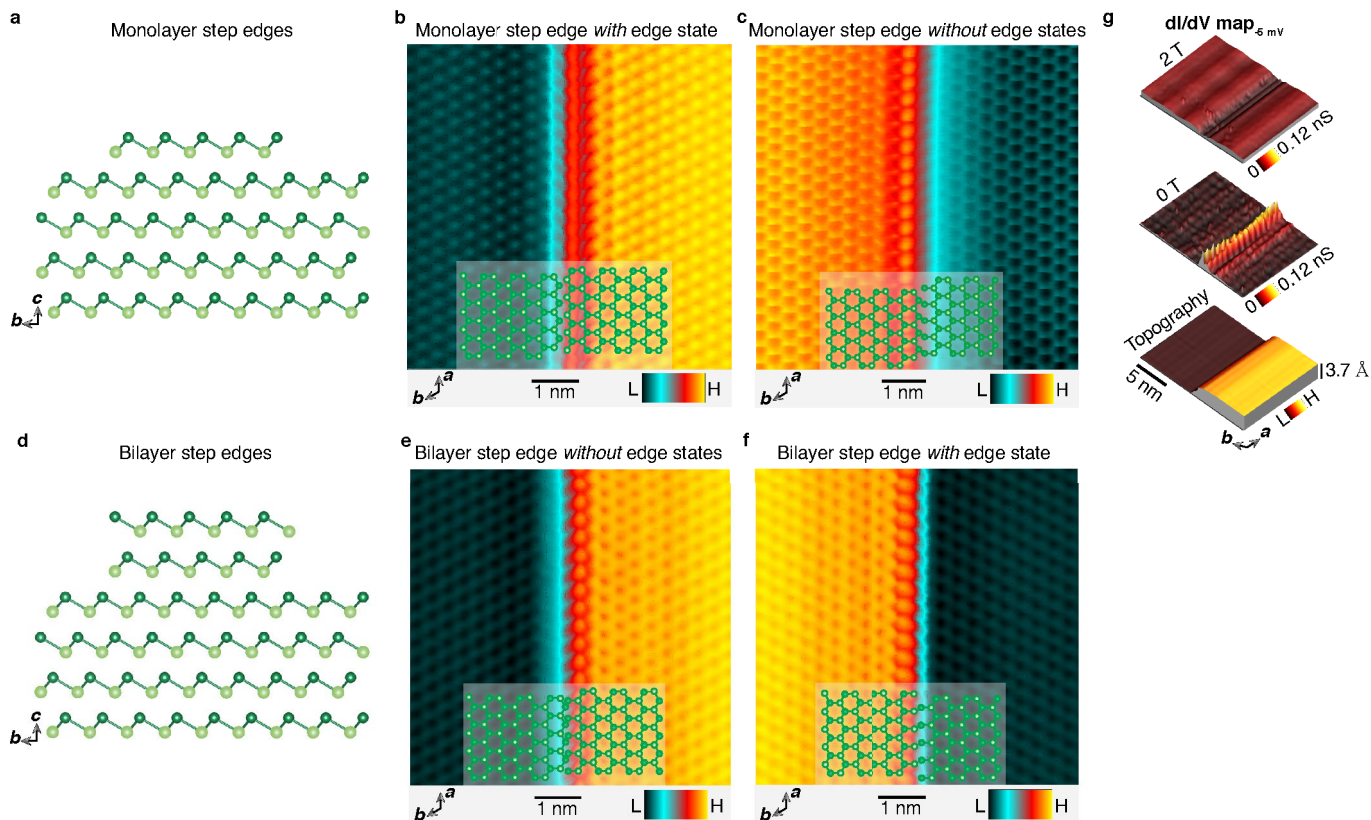 a
Monolayer step edges
c
b
b
Monolayer step edge with edge state
a
b
1 nm
L
H
c
Monolayer step edge without edge states
a
b
1 nm
L
H
g
dI/dV map-5 mV
2 T
0
0.12 nS
0 T
0
0.12 nS
Topography
3.7 Å
5 nm
L
H
b
a
d
Bilayer step edges
c
b
e
Bilayer step edge without edge states
a
b
1 nm
L
H
f
Bilayer step edge with edge state
a
b
1 nm
L
H